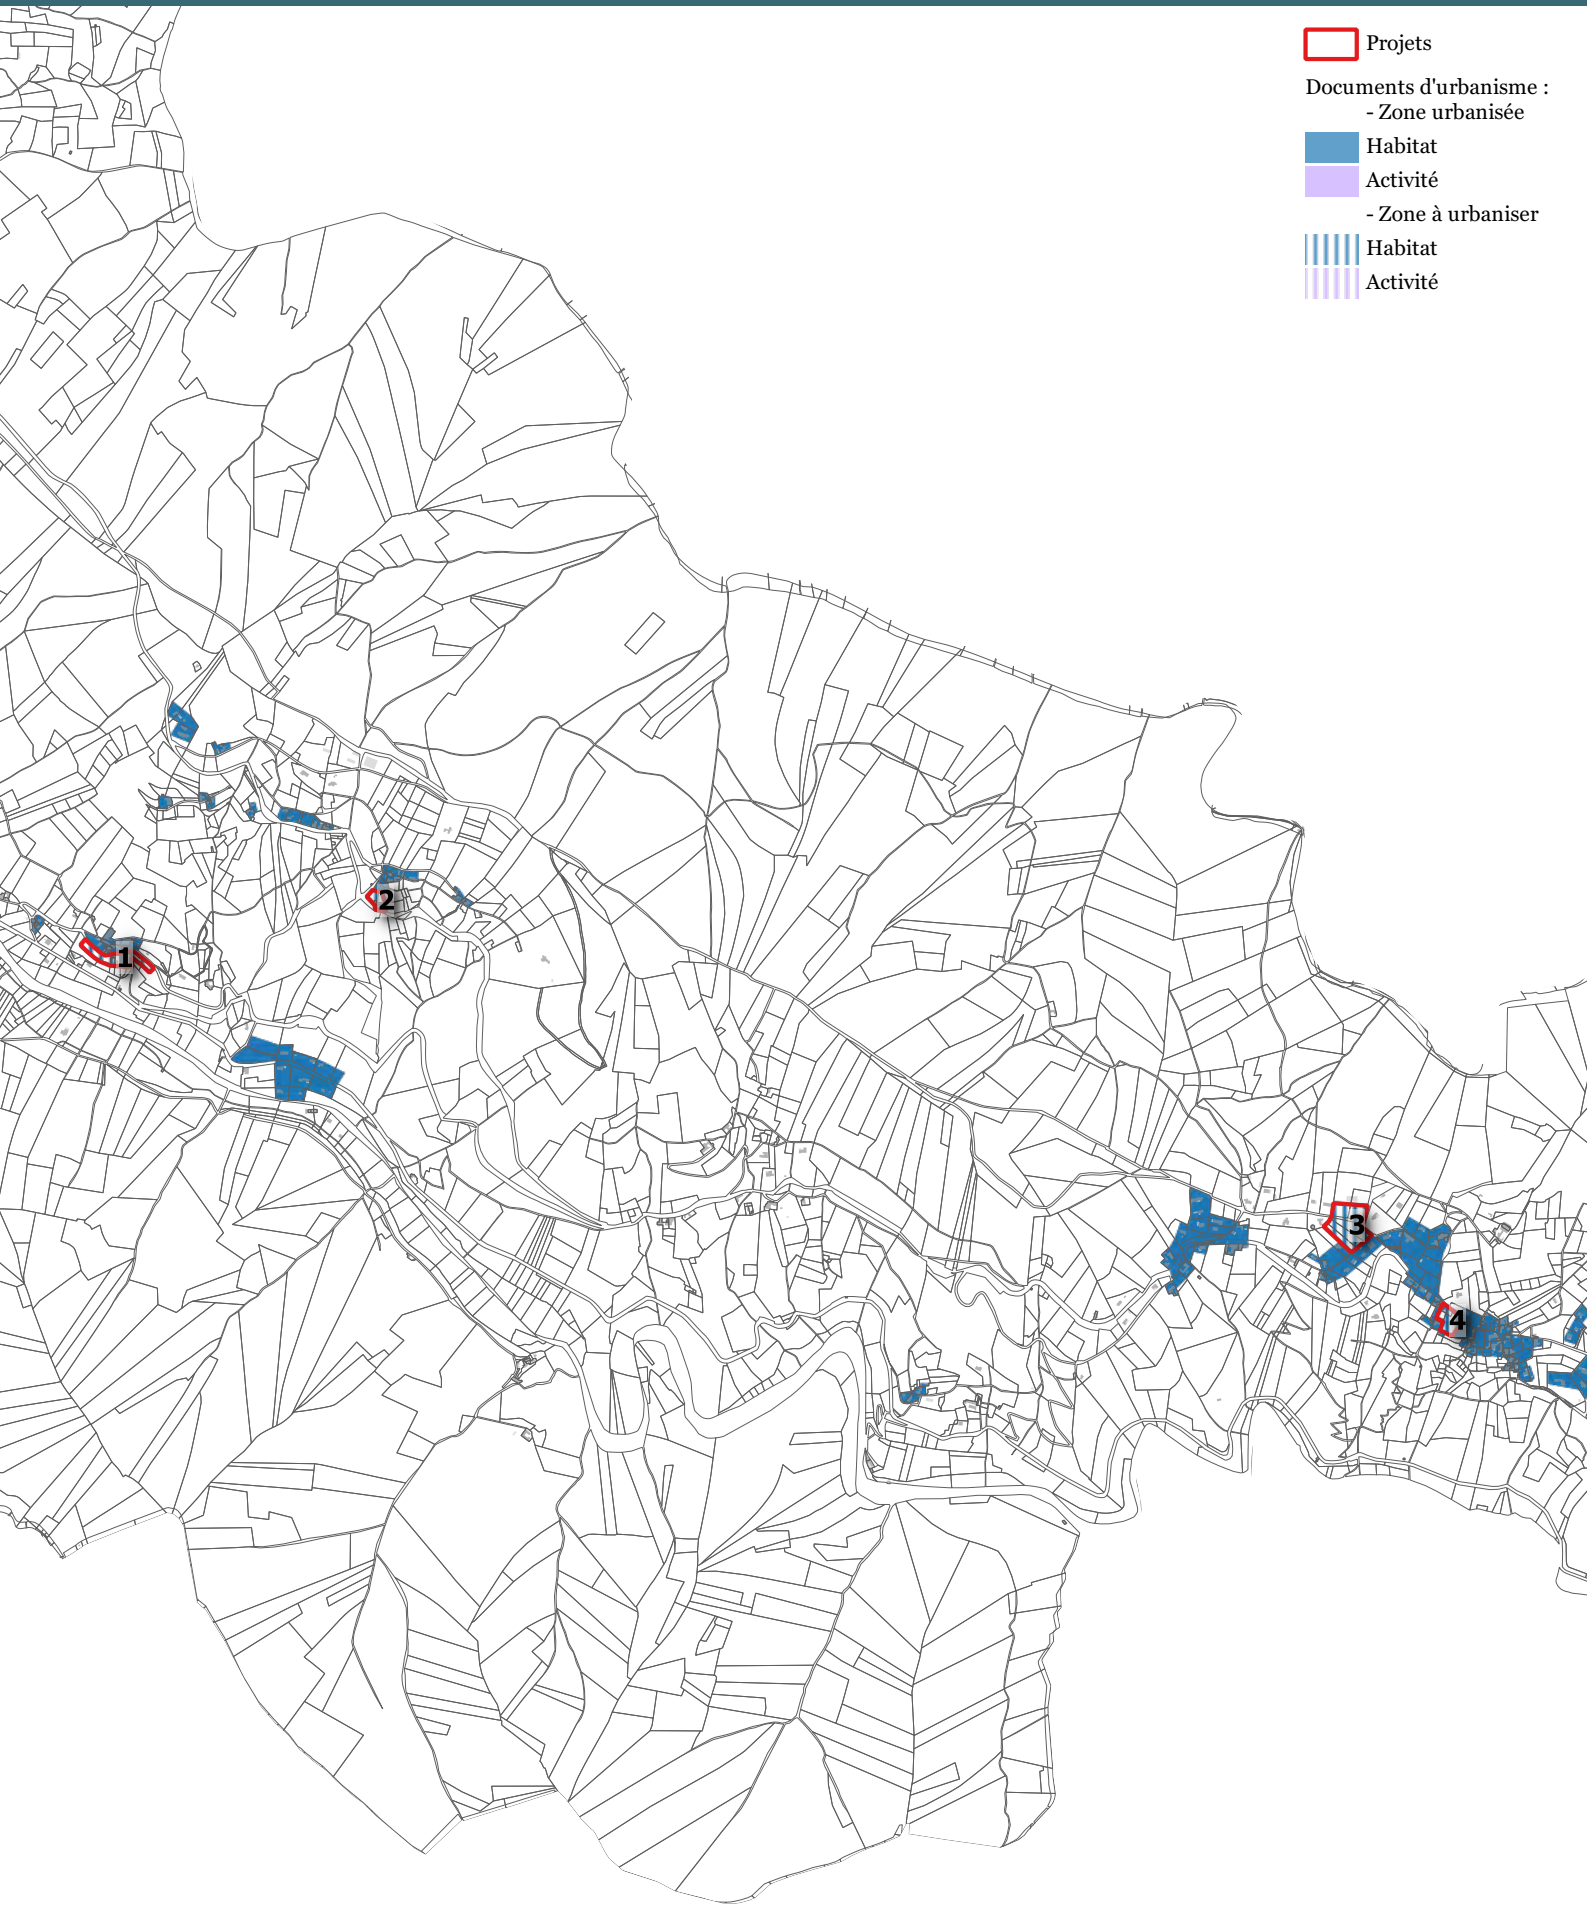 Projets
Documents d'urbanisme :
- Zone urbanisée
Habitat
Activité
- Zone à urbaniser
Habitat
Activité
2
1
3
4